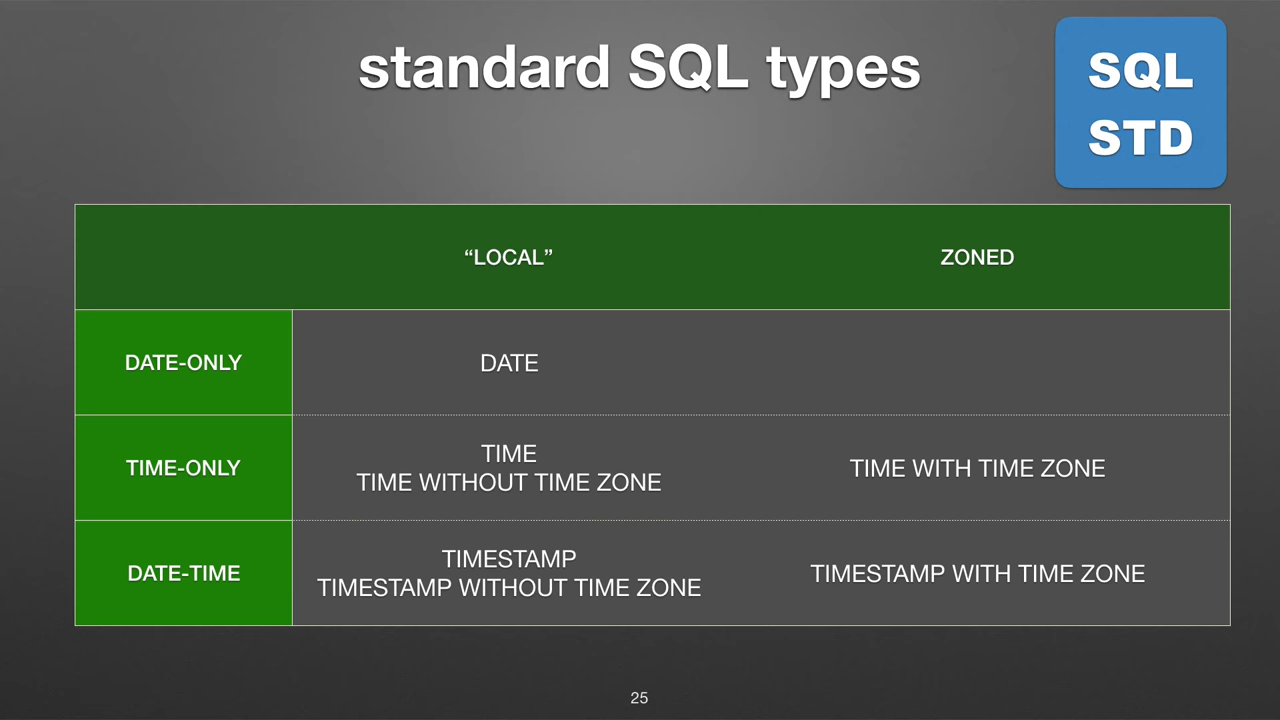 standard SQL types
SQL
STD
“LOCAL”
ZONED
DATE-ONLY
DATE
TIME-ONLY
TIME
TIME WITHOUT TIME ZONE
TIME WITH TIME ZONE
DATE-TIME
TIMESTAMP
TIMESTAMP WITHOUT TIME ZONE
TIMESTAMP WITH TIME ZONE
25